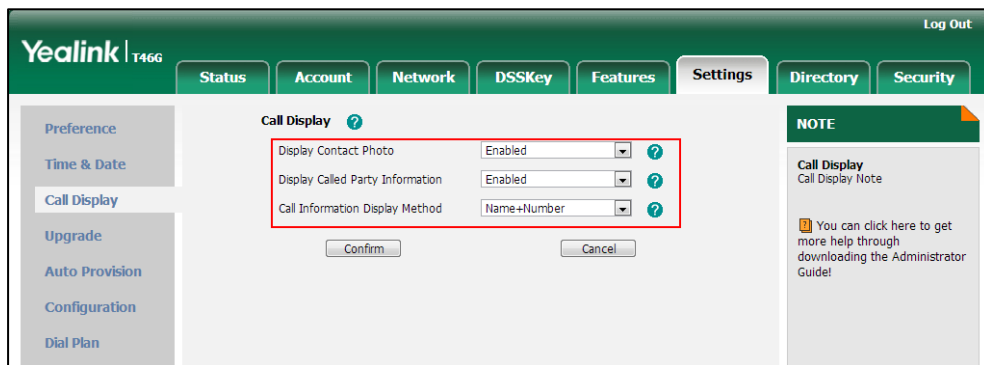 Log Out
Yealink T46G
Status Account Network DSSKey Features Settings Directory Security
Preference
Time & Date
Call Display
Upgrade
Auto Provision
Configuration
Dial Plan
Call Display ?
Display Contact Photo Enabled ?
Display Called Party Information Enabled ?
Call Information Display Method Name+Number ?
Confirm Cancel
NOTE
Call Display
Call Display Note
? You can click here to get
more help through
downloading the Administrator
Guide!